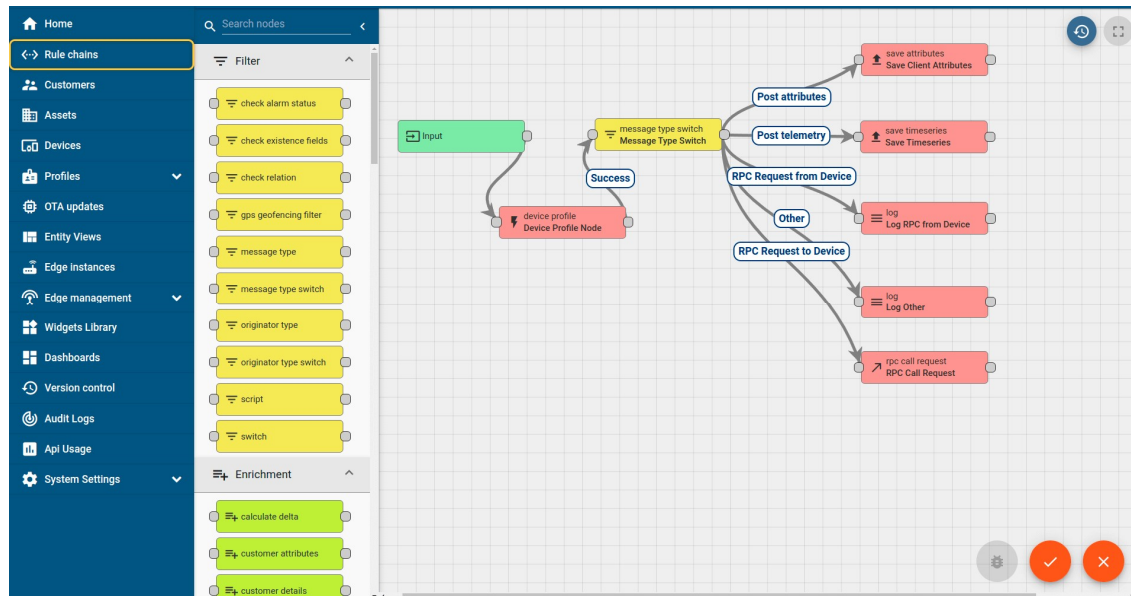 Home
Rule chains
Customers
Assets
Devices
Profiles
OTA updates
Entity Views
Edge instances
Edge management
Widgets Library
Dashboards
Version control
Audit Logs
Api Usage
System Settings
Search nodes
Filter
check alarm status
check existence fields
check relation
gps geofencing filter
message type
message type switch
originator type
originator type switch
script
switch
Enrichment
calculate delta
customer attributes
customer details
Input
device profile
Device Profile Node
Success
message type switch
Message Type Switch
Post attributes
Post telemetry
RPC Request from Device
Other
RPC Request to Device
save attributes
Save Client Attributes
save timeseries
Save Timeseries
log
Log RPC from Device
log
Log Other
rpc call request
RPC Call Request